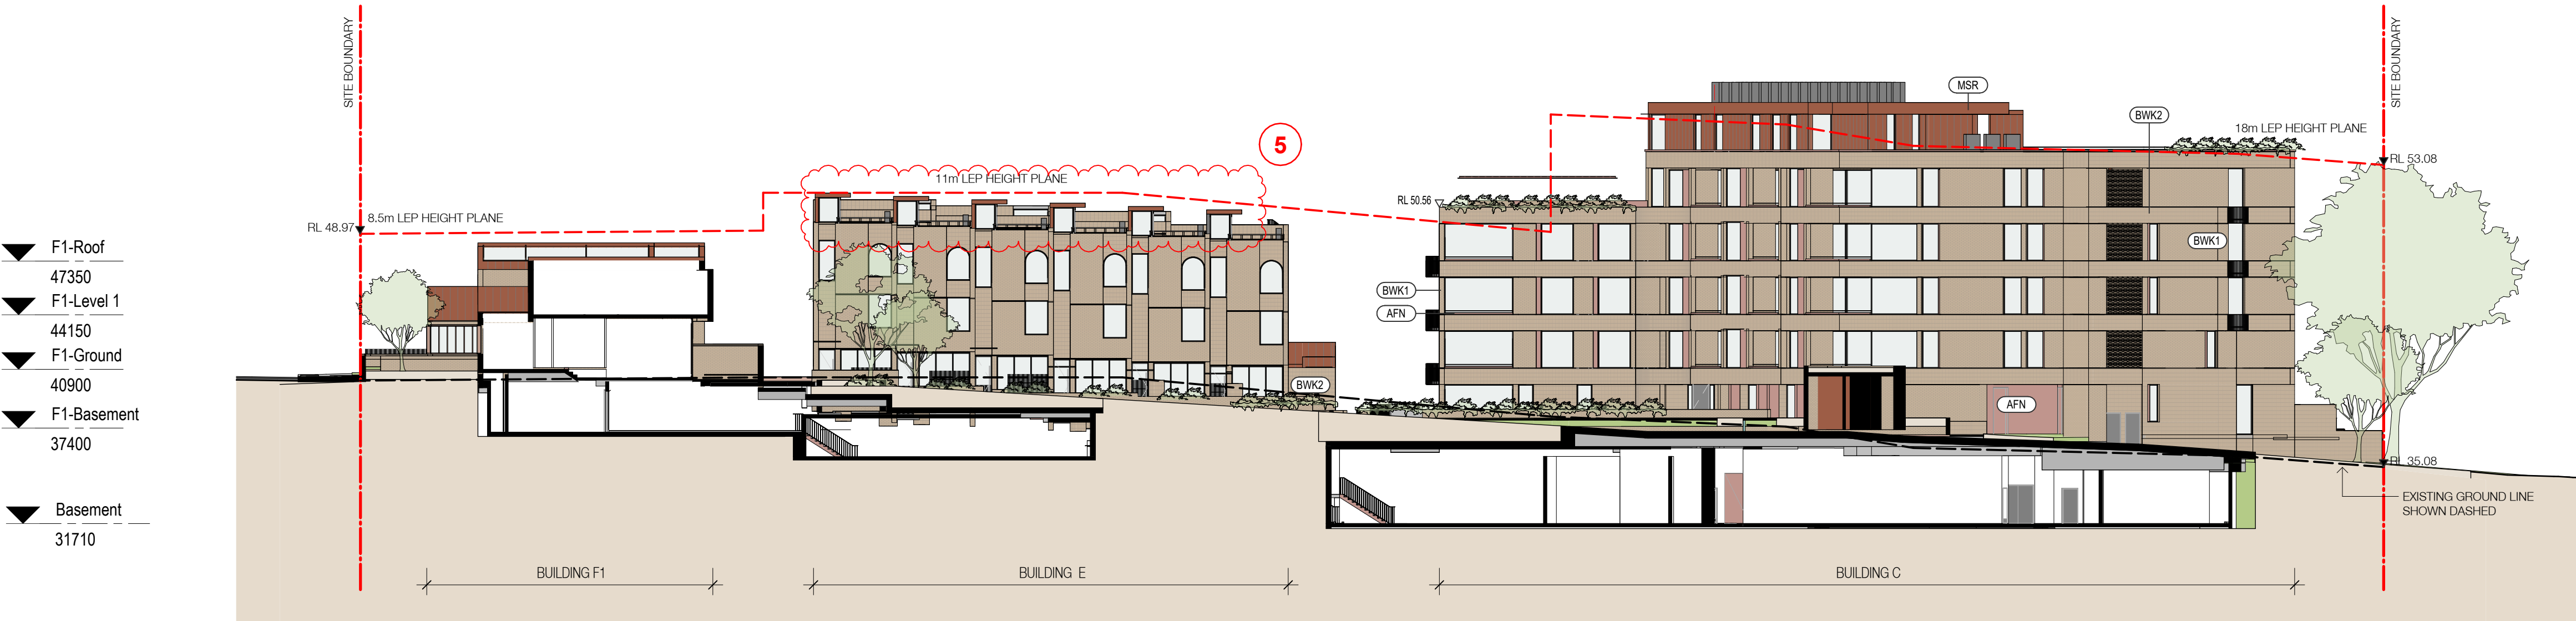 SITE BOUNDARY
SITE BOUNDARY
MSR
BWK2
18m LEP HEIGHT PLANE
5
RL 53.08
11m LEP HEIGHT PLANE
RL 50.56
8.5m LEP HEIGHT PLANE
RL 48.97
F1-Roof
47350
BWK1
F1-Level 1
44150
BWK1
AFN
F1-Ground
40900
BWK2
F1-Basement
37400
AFN
RL 35.08
EXISTING GROUND LINE
SHOWN DASHED
Basement
31710
BUILDING F1
BUILDING E
BUILDING C